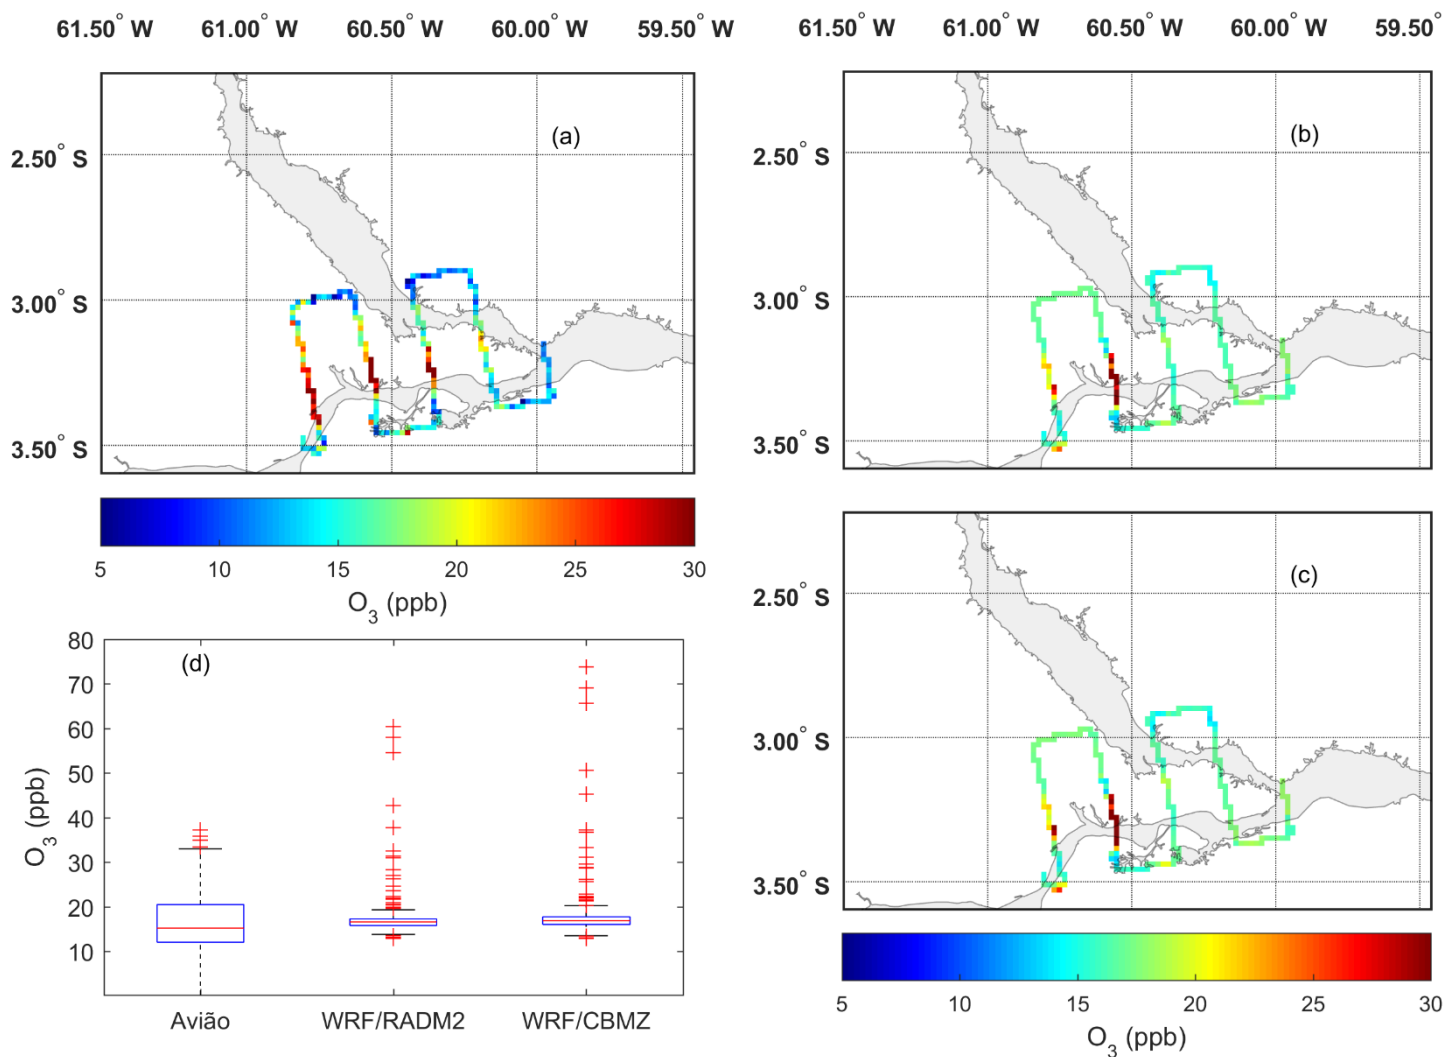 61.50° W 61.00° W 60.50° W 60.00° W 59.50° W
(a)
2.50° S
3.00° S
3.50° S
5 10 15 20 25 30
O₃ (ppb)
61.50° W 61.00° W 60.50° W 60.00° W 59.50°
(b)
2.50° S
3.00° S
3.50° S
(c)
2.50° S
3.00° S
3.50° S
5 10 15 20 25 30
O₃ (ppb)
(d)
80
70
60
50
40
30
20
10
O₃ (ppb)
Avião WRF/RADM2 WRF/CBMZ